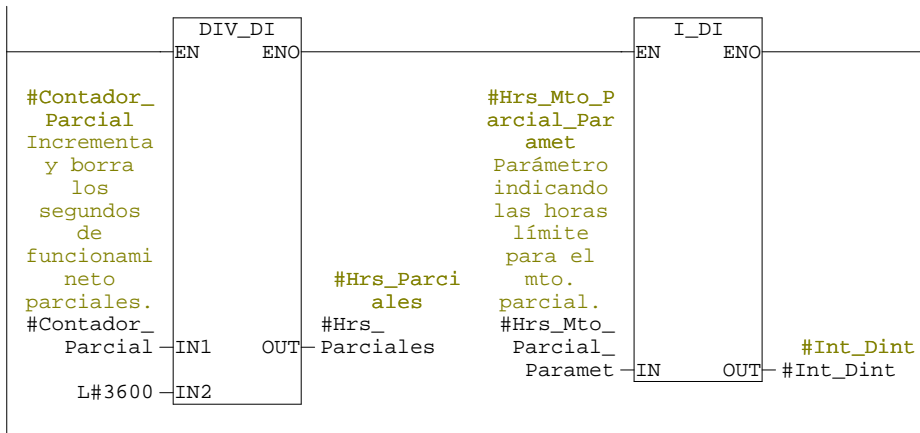 DIV_DI
EN ENO
#Contador_
Parcial
Incrementa
y borra
los
segundos
de
funcionami
neto
parciales.
#Contador_
Parcial
IN1 OUT
L#3600
IN2
#Hrs_Parci
ales
#Hrs_
Parciales
I_DI
EN ENO
#Hrs_Mto_P
arcial_Par
amet
Parámetro
indicando
las horas
límite
para el
mto.
parcial.
#Hrs_Mto_
Parcial_
Paramet
IN OUT
#Int_Dint
#Int_Dint